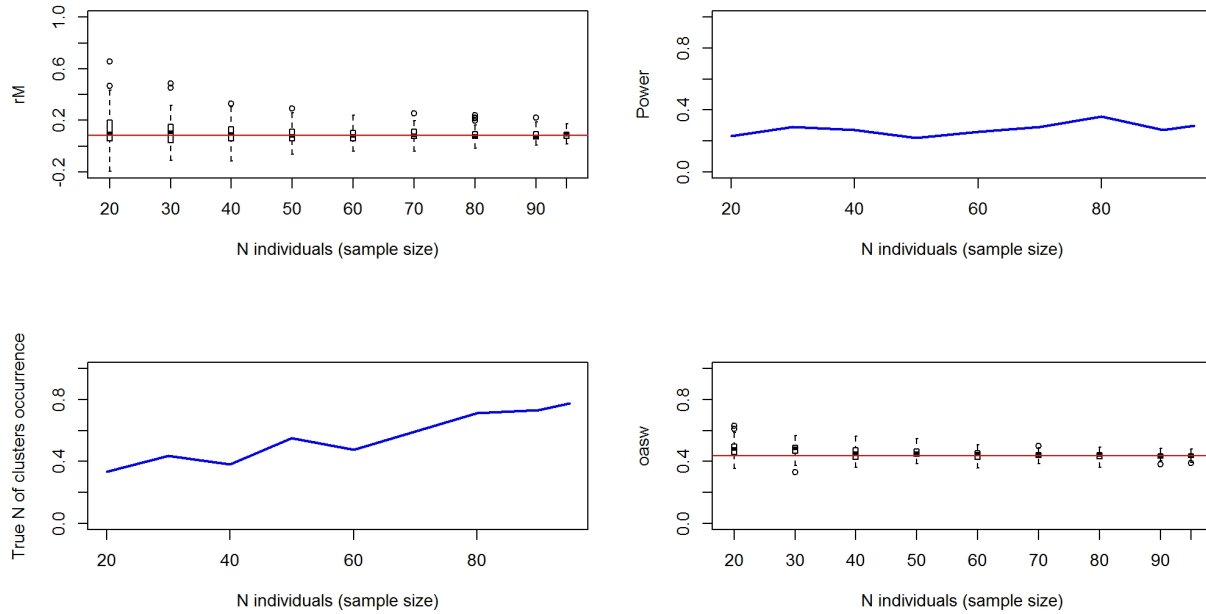 rM
1.0
0.6
0.2
-0.2
20 30 40 50 60 70 80 90
N individuals (sample size)
Power
0.8
0.4
0.0
20 40 60 80
N individuals (sample size)
True N of clusters occurrence
0.8
0.4
0.0
20 40 60 80
N individuals (sample size)
oasw
0.8
0.4
0.0
20 30 40 50 60 70 80 90
N individuals (sample size)